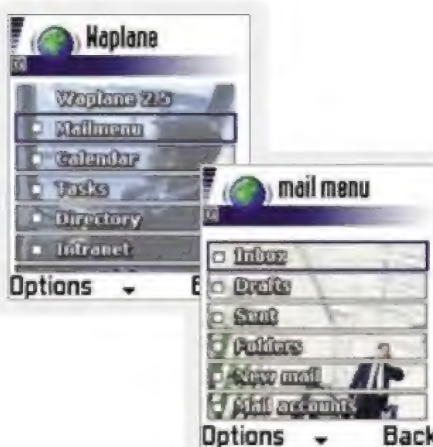 Waplane
Waplane 2.5
Mailmenu
Calendar
Tasks
Directory
Intranet
Options
mail menu
Inbox
Drafts
Sent
Folders
New mail
Mail accounts
Options
Back